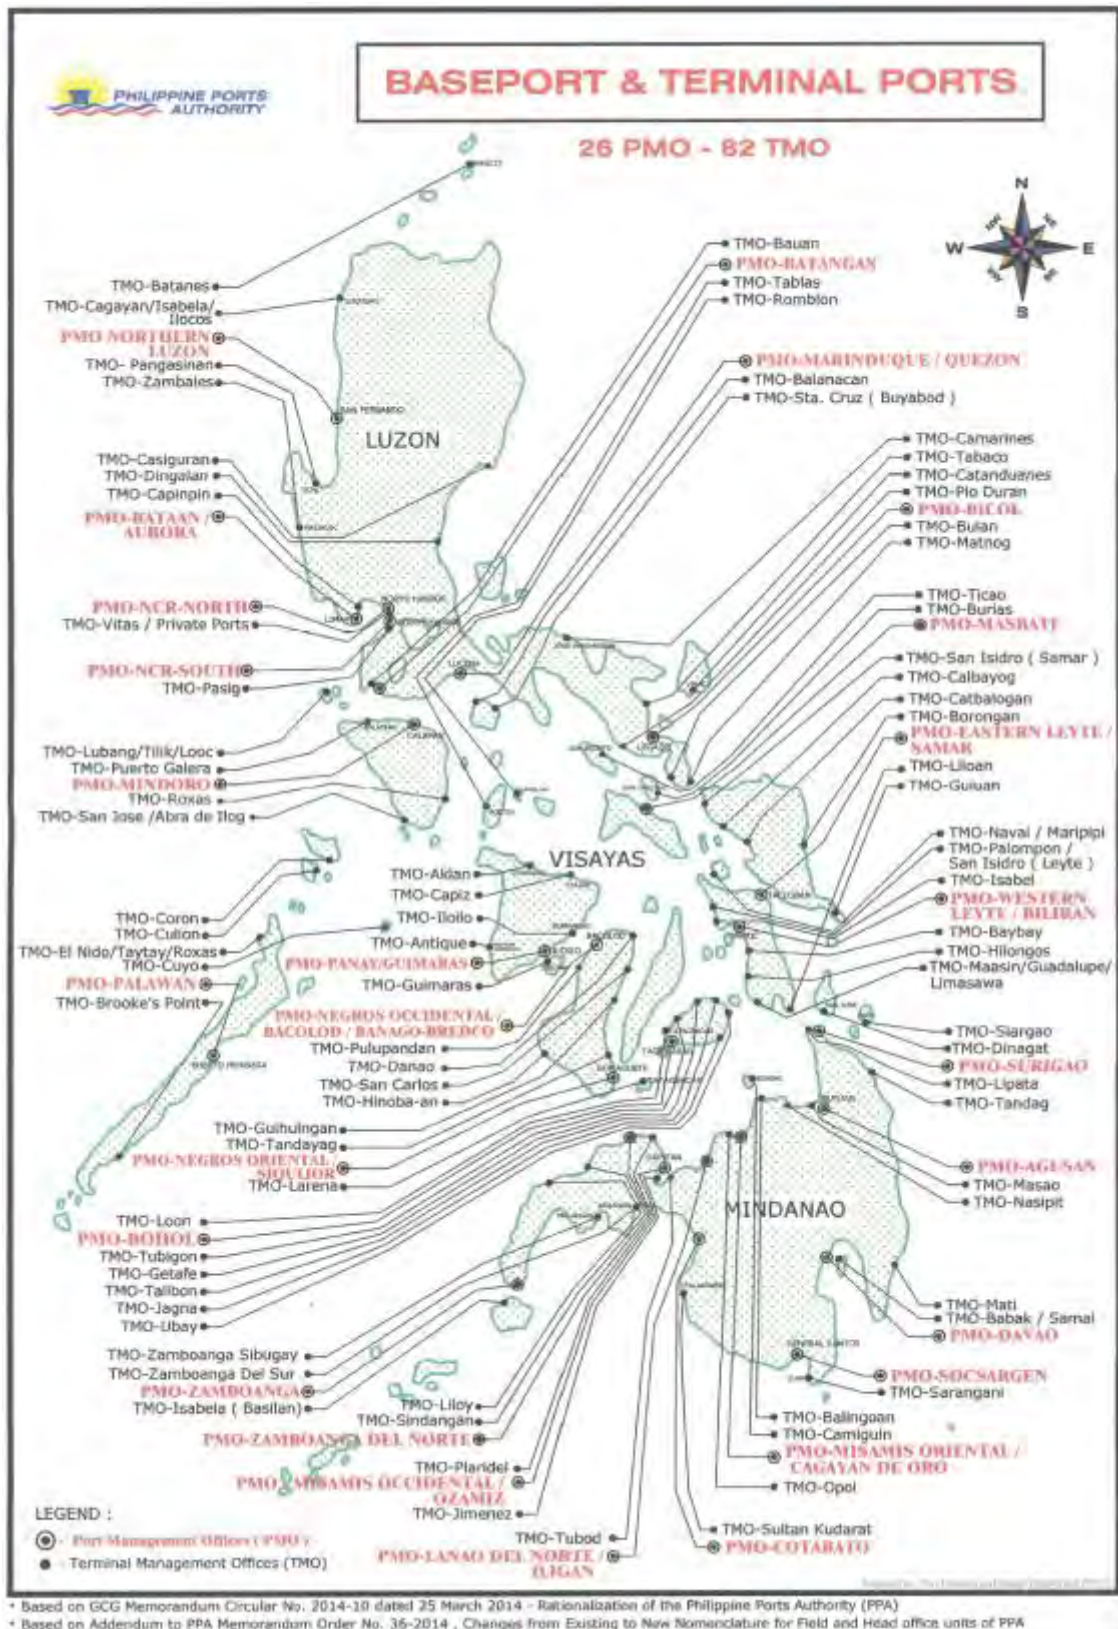 PHILIPPINE PORTS
AUTHORITY
BASEPORT & TERMINAL PORTS
26 PMO - 82 TMO
N
W
E
S
TMO-Batanes
TMO-Cagayan/Isabela/
Ilocos
PMO NORTHERN
LUZON
TMO- Pangasinan
TMO-Zambales
SAN FERNANDO
LUZON
TMO-Casiguran
TMO-Dingalan
TMO-Capinpin
PMO-BATAAN /
AURORA
PMO-NCR-NORTH
TMO-Vitas / Private Ports
PMO-NCR-SOUTH
TMO-Pasig
TMO-Bauan
PMO-BATANGAS
TMO-Tablas
TMO-Romblon
PMO-MARINDUQUE / QUEZON
TMO-Balanacan
TMO-Sta. Cruz ( Buyabod )
TMO-Camarines
TMO-Tabaco
TMO-Catanduanes
TMO-Pio Duran
PMO-BICOL
TMO-Bulan
TMO-Matnog
TMO-Ticao
TMO-Burias
PMO-MASBATE
TMO-San Isidro ( Samar )
TMO-Calbayog
TMO-Catbalogan
TMO-Borongan
PMO-EASTERN LEYTE /
SAMAR
TMO-Liloan
TMO-Guiuan
TMO-Lubang/Tilik/Looc
TMO-Puerto Galera
PMO-MINDORO
TMO-Roxas
TMO-San Jose /Abra de Ilog
VISAYAS
TMO-Naval / Maripipi
TMO-Palompon /
San Isidro ( Leyte )
TMO-Isabel
PMO-WESTERN
LEYTE / BILIRAN
TMO-Baybay
TMO-Hilongos
TMO-Maasin/Guadalupe/
Limasawa
TMO-Aklan
TMO-Capiz
TMO-Iloilo
TMO-Antique
PMO-PANAY/GUIMARAS
TMO-Guimaras
BACOLOD
TMO-Coron
TMO-Culion
TMO-El Nido/Taytay/Roxas
TMO-Cuyo
PMO-PALAWAN
TMO-Brooke's Point
PUERTO PRINCESA
PMO-NEGROS OCCIDENTAL /
BACOLOD / BANAGO-BREDCO
TMO-Pulupandan
TMO-Danao
TMO-San Carlos
TMO-Hinoba-an
TMO-Guihulngan
TMO-Tandayag
PMO-NEGROS ORIENTAL /
SIQUIJOR
TMO-Larena
TMO-Siargao
TMO-Dinagat
PMO-SURIGAO
TMO-Lipata
TMO-Tandag
PMO-AGUSAN
TMO-Masao
TMO-Nasipit
MINDANAO
TMO-Loon
PMO-BOHOL
TMO-Tubigon
TMO-Getafe
TMO-Talibon
TMO-Jagna
TMO-Ubay
TMO-Mati
TMO-Babak / Samal
PMO-DAVAO
GENERAL SANTOS
PMO-SOCSARGEN
TMO-Sarangani
TMO-Zamboanga Sibugay
TMO-Zamboanga Del Sur
PMO-ZAMBOANGA
TMO-Isabela ( Basilan)
TMO-Liloy
TMO-Sindangan
PMO-ZAMBOANGA DEL NORTE
TMO-Plaridel
PMO - MISAMIS OCCIDENTAL /
OZAMIZ
TMO-Jimenez
TMO-Balingoan
TMO-Camiguin
PMO-MISAMIS ORIENTAL /
CAGAYAN DE ORO
TMO-Opol
TMO-Tubod
PMO-LANAO DEL NORTE /
ILIGAN
TMO-Sultan Kudarat
PMO-COTABATO
LEGEND :
- Port Management Offices ( PMO )
- Terminal Management Offices (TMO)
* Based on GCG Memorandum Circular No. 2014-10 dated 25 March 2014 - Rationalization of the Philippine Ports Authority (PPA)
* Based on Addendum to PPA Memorandum Order No. 36-2014 , Changes from Existing to New Nomenclature for Field and Head office units of PPA